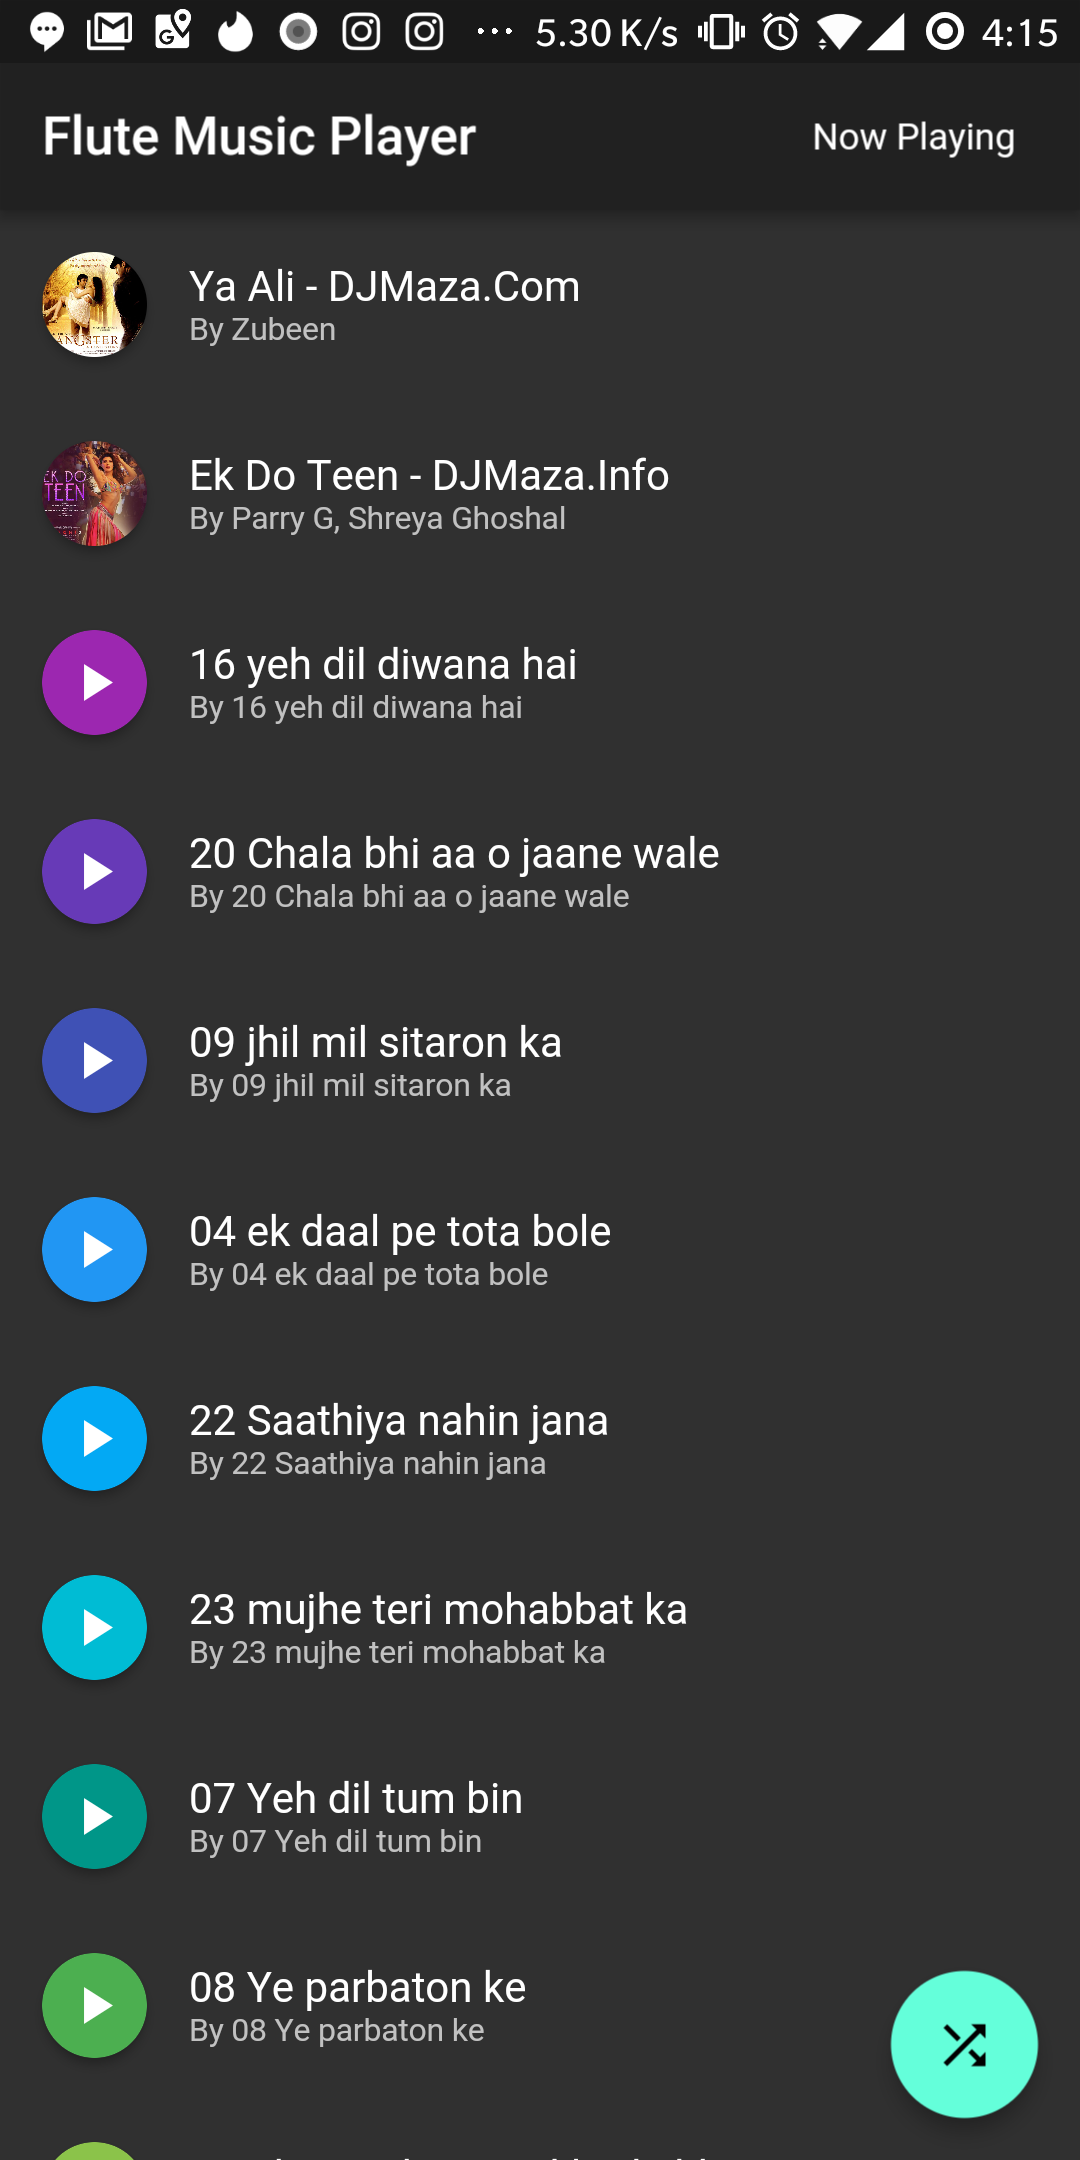 5.30 K/s 4:15
Flute Music Player
Now Playing
Ya Ali - DJMaza.Com
By Zubeen
EK DO
TEEN
Ek Do Teen - DJMaza.Info
By Parry G, Shreya Ghoshal
16 yeh dil diwana hai
By 16 yeh dil diwana hai
20 Chala bhi aa o jaane wale
By 20 Chala bhi aa o jaane wale
09 jhil mil sitaron ka
By 09 jhil mil sitaron ka
04 ek daal pe tota bole
By 04 ek daal pe tota bole
22 Saathiya nahin jana
By 22 Saathiya nahin jana
23 mujhe teri mohabbat ka
By 23 mujhe teri mohabbat ka
07 Yeh dil tum bin
By 07 Yeh dil tum bin
08 Ye parbaton ke
By 08 Ye parbaton ke